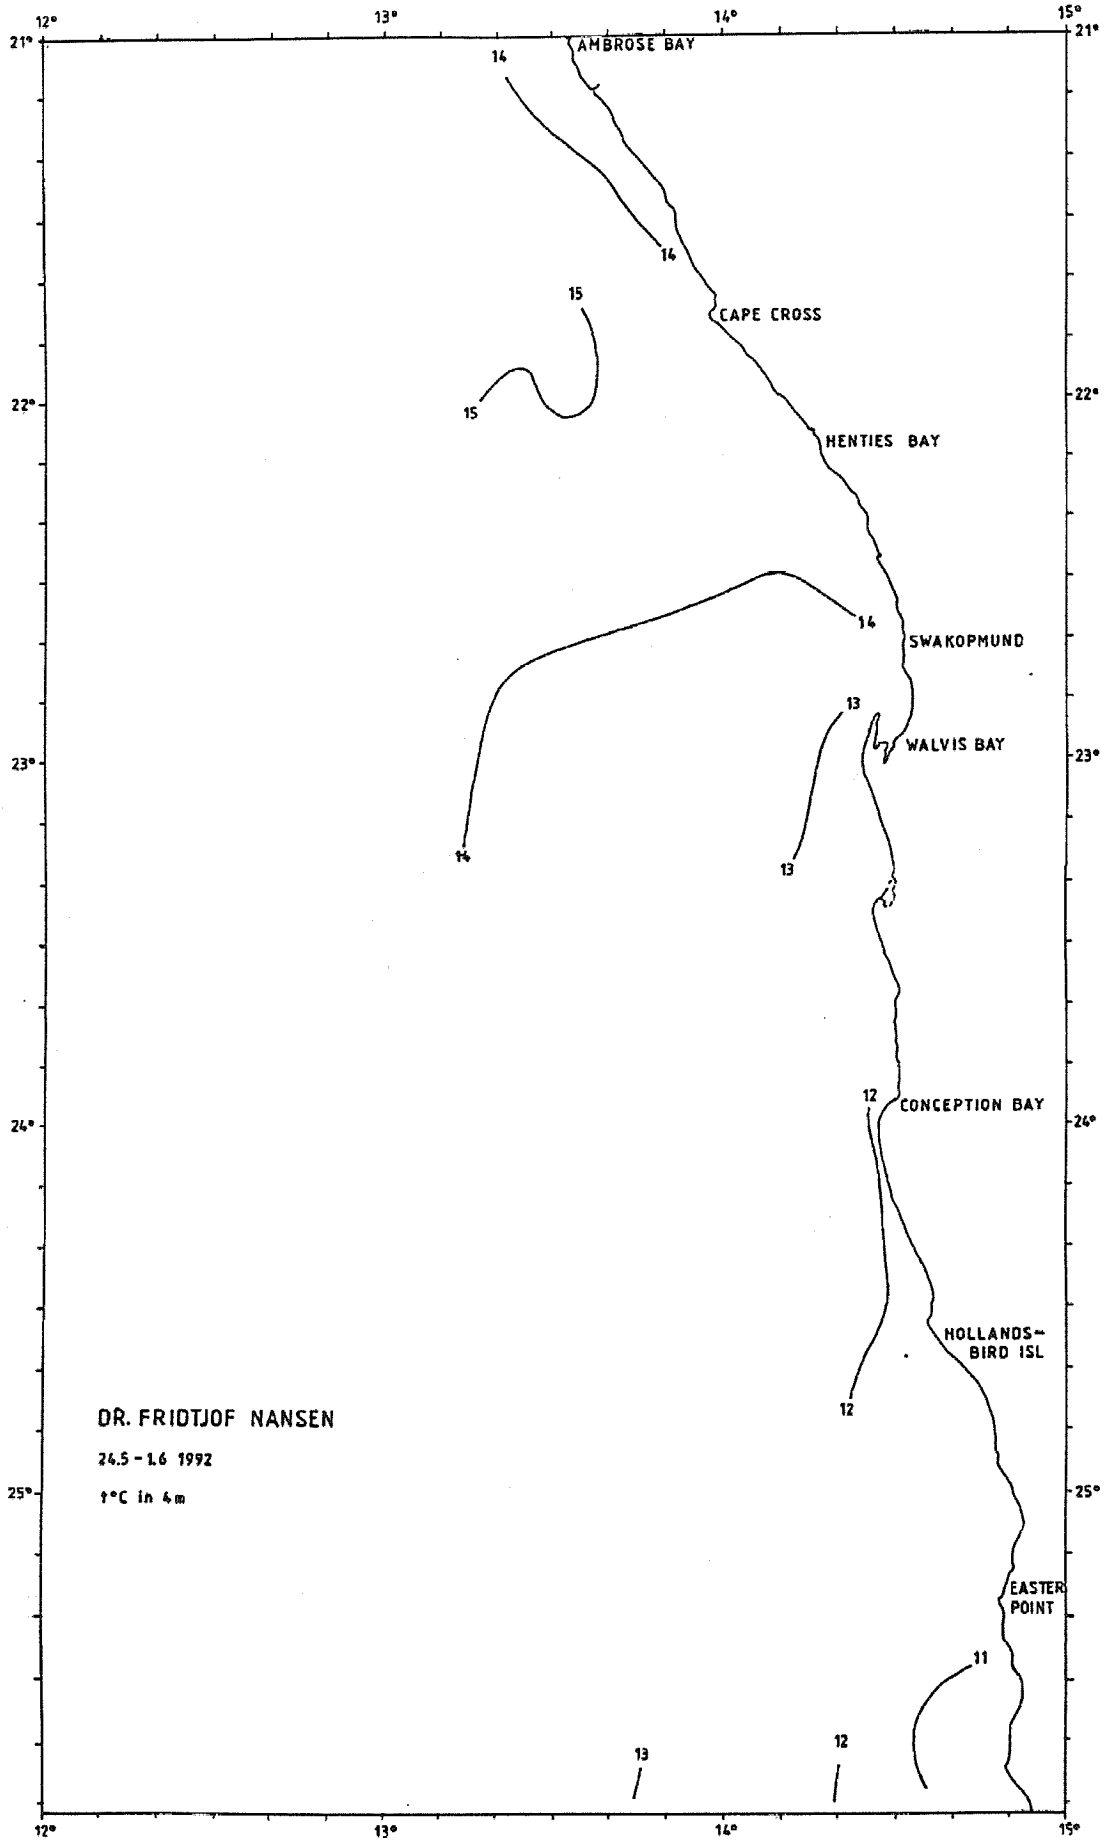 12° 13° 14° 15°
21° 21°
AMBROSE BAY
14
14
15
CAPE CROSS
22° 22°
15
HENTIES BAY
14
SWAKOPMUND
13
WALVIS BAY
23° 23°
14
13
12
CONCEPTION BAY
24° 24°
HOLLANDS-
BIRD ISL
12
DR. FRIDTJOF NANSEN
24.5-1.6 1992
t°C in 4m
25° 25°
EASTER
POINT
11
13
12
12° 13° 14° 15°